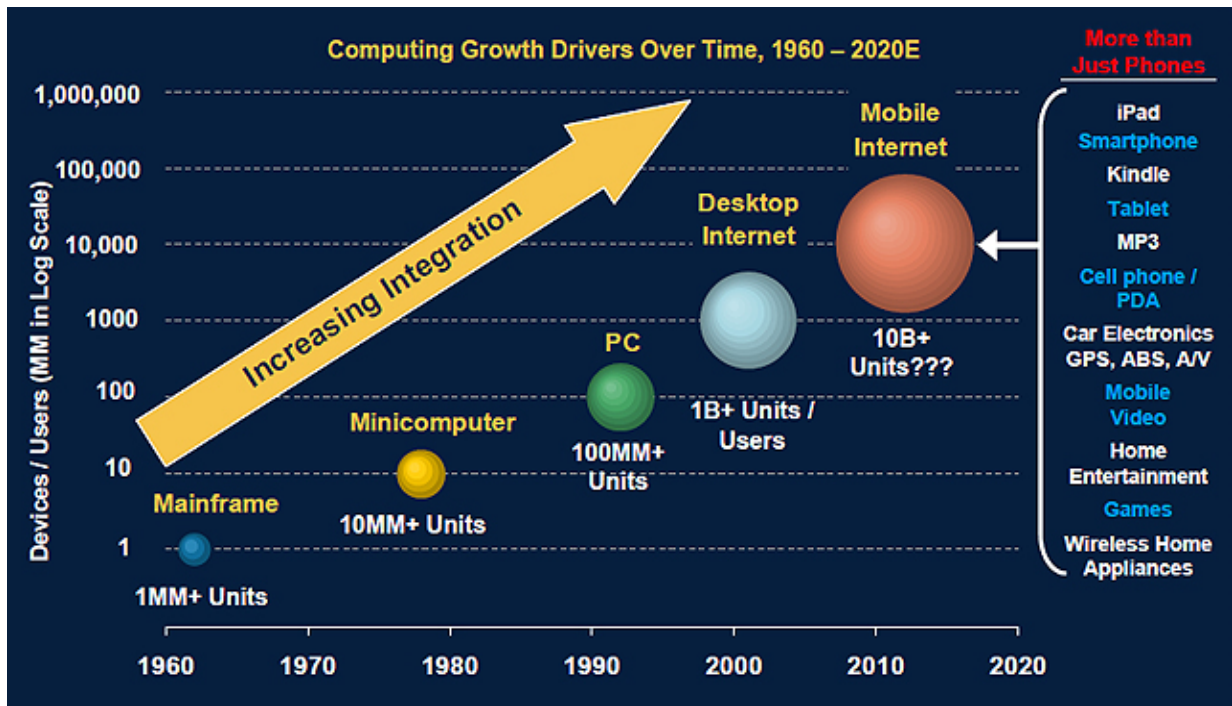 Computing Growth Drivers Over Time, 1960 – 2020E
More than
Just Phones
Devices / Users (MM in Log Scale)
1,000,000
100,000
10,000
1000
100
10
1
Increasing Integration
Mainframe
1MM+ Units
Minicomputer
10MM+ Units
PC
100MM+
Units
Desktop
Internet
1B+ Units /
Users
Mobile
Internet
10B+
Units???
iPad
Smartphone
Kindle
Tablet
MP3
Cell phone /
PDA
Car Electronics
GPS, ABS, A/V
Mobile
Video
Home
Entertainment
Games
Wireless Home
Appliances
1960
1970
1980
1990
2000
2010
2020